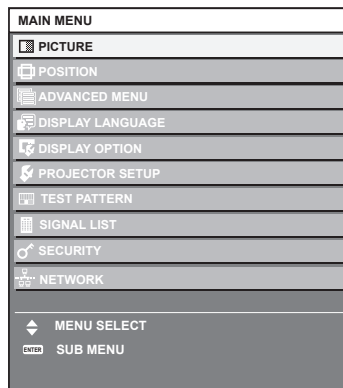 MAIN MENU
PICTURE
POSITION
ADVANCED MENU
DISPLAY LANGUAGE
DISPLAY OPTION
PROJECTOR SETUP
TEST PATTERN
SIGNAL LIST
SECURITY
NETWORK
MENU SELECT
ENTER SUB MENU